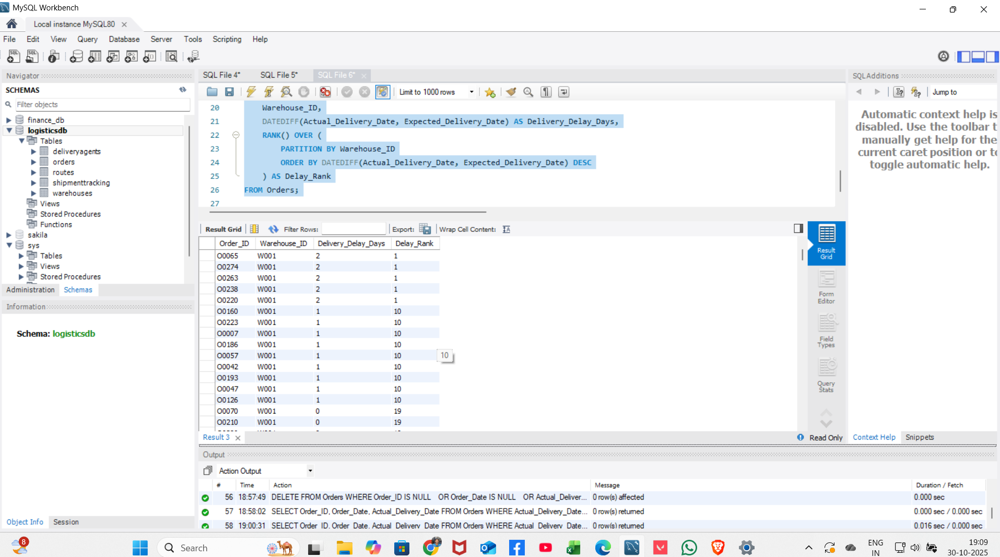 MySQL Workbench
Local instance MySQL80
File Edit View Query Database Server Tools Scripting Help
Navigator
SCHEMAS
Filter objects
finance_db
logisticsdb
Tables
deliveryagents
orders
routes
shipmenttracking
warehouses
Views
Stored Procedures
Functions
sakila
sys
Tables
Views
Stored Procedures
Administration Schemas
Information
Schema: logisticsdb
Object Info Session
SQL File 4* SQL File 5* SQL File 6*
Limit to 1000 rows
20 Warehouse_ID,
21 DATEDIFF(Actual_Delivery_Date, Expected_Delivery_Date) AS Delivery_Delay_Days,
22 RANK() OVER (
23 PARTITION BY Warehouse_ID
24 ORDER BY DATEDIFF(Actual_Delivery_Date, Expected_Delivery_Date) DESC
25 ) AS Delay_Rank
26 FROM Orders;
27
Result Grid Filter Rows: Export: Wrap Cell Content:
Order_ID Warehouse_ID Delivery_Delay_Days Delay_Rank
O0065 W001 2 1
O0274 W001 2 1
O0263 W001 2 1
O0238 W001 2 1
O0220 W001 2 1
O0160 W001 1 10
O0223 W001 1 10
O0007 W001 1 10
O0186 W001 1 10
O0057 W001 1 10
10
O0042 W001 1 10
O0193 W001 1 10
O0047 W001 1 10
O0126 W001 1 10
O0070 W001 0 19
O0210 W001 0 19
Result 3
Read Only
Result
Grid
Form
Editor
Field
Types
Query
Stats
SQLAdditions
Jump to
Automatic context help is
disabled. Use the toolbar t
manually get help for the
current caret position or to
toggle automatic help.
Context Help Snippets
Output
Action Output
# Time Action Message Duration / Fetch
56 18:57:49 DELETE FROM Orders WHERE Order_ID IS NULL OR Order_Date IS NULL OR Actual_Deliver... 0 row(s) affected 0.000 sec
57 18:58:02 SELECT Order_ID, Order_Date, Actual_Delivery_Date FROM Orders WHERE Actual_Delivery_Date... 0 row(s) returned 0.000 sec / 0.000 sec
58 19:00:31 SELECT Order_ID, Order_Date, Actual_Delivery_Date FROM Orders WHERE Actual_Delivery_Date... 0 row(s) returned 0.016 sec / 0.000 sec
8
Search
ENG
IN
19:09
30-10-2025